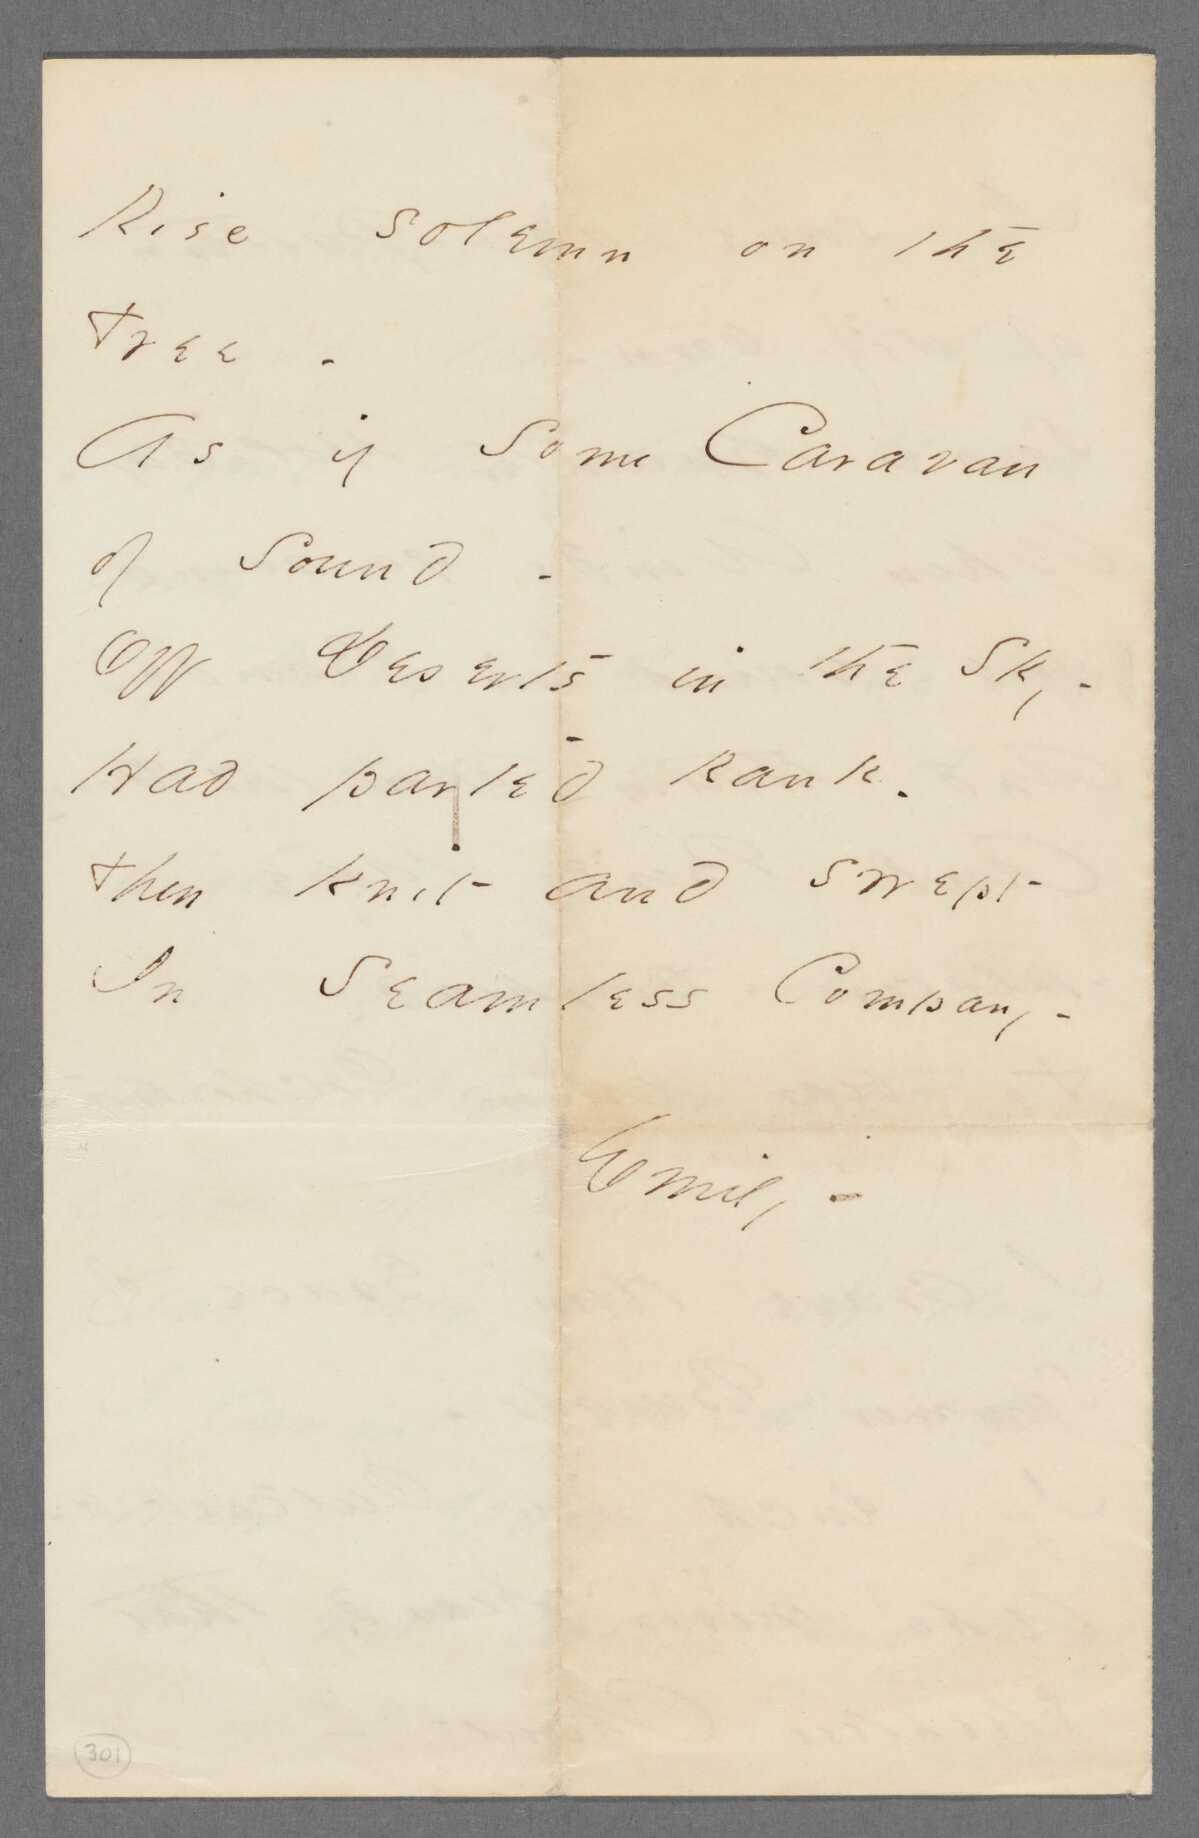 Rise solemn on the
tree -
As if Some Caravan
of Sound -
Off Deserts in the Sky -
Had parted Rank.
then knit and swept
In Seamless Company -
Emily -
301